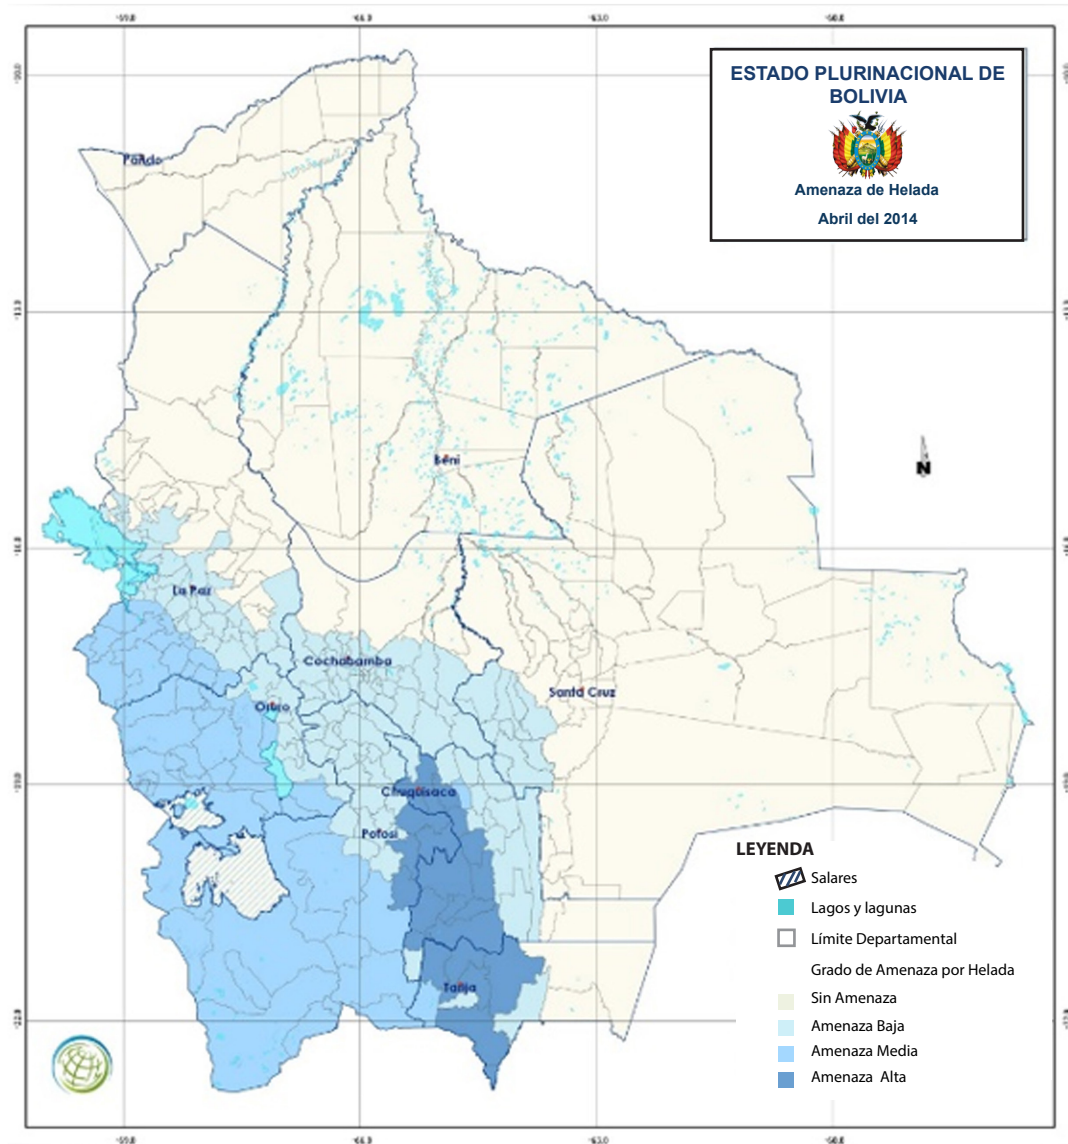 ESTADO PLURINACIONAL DE
BOLIVIA
Amenaza de Helada
Abril del 2014
Pando
Beni
N
La Paz
Cochabamba
Santa Cruz
Oruro
Chuquisaca
Potosi
Tarija
LEYENDA
Salares
Lagos y lagunas
Límite Departamental
Grado de Amenaza por Helada
Sin Amenaza
Amenaza Baja
Amenaza Media
Amenaza Alta